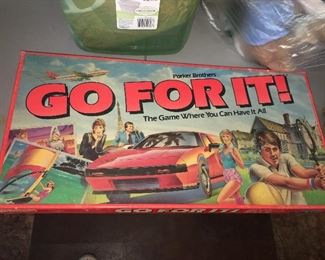 Parker Brothers
GO FOR IT!
The Game Where You Can Have It All
GO FOR IT!